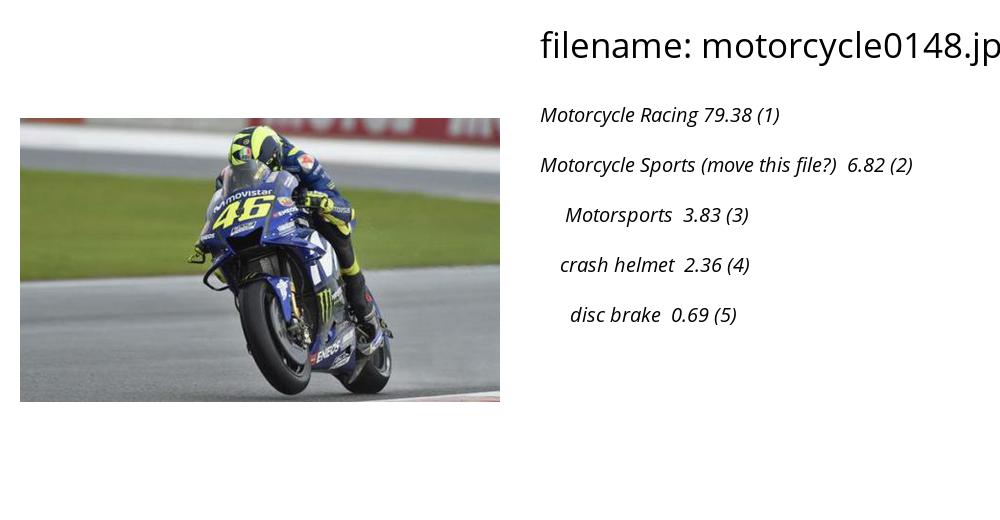 filename: motorcycle0148.jp
Motorcycle Racing 79.38 (1)
Motorcycle Sports (move this file?) 6.82 (2)
Motorsports 3.83 (3)
crash helmet 2.36 (4)
disc brake 0.69 (5)
movistar
46
ENEOS